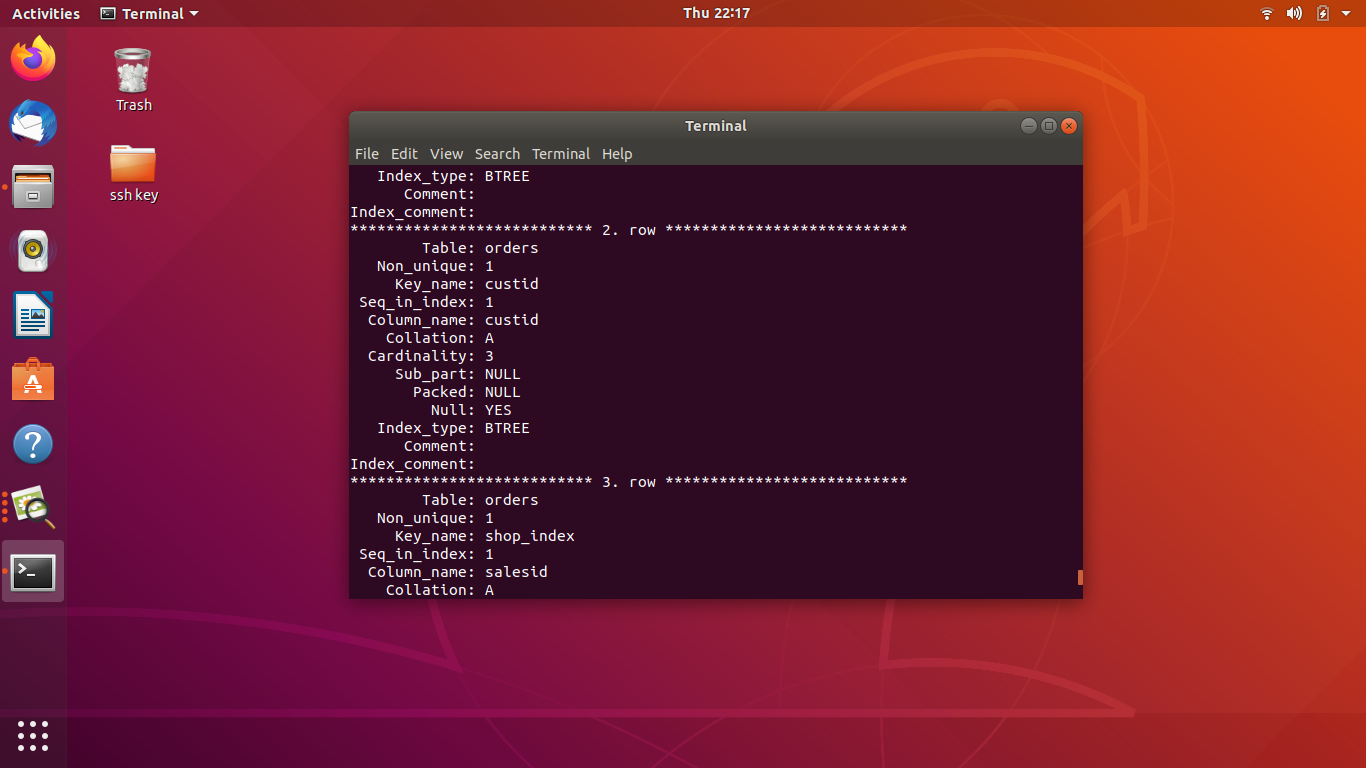 Activities Terminal Thu 22:17
Trash
ssh key
Terminal
File Edit View Search Terminal Help
Index_type: BTREE
Comment:
Index_comment:
*************************** 2. row ***************************
Table: orders
Non_unique: 1
Key_name: custid
Seq_in_index: 1
Column_name: custid
Collation: A
Cardinality: 3
Sub_part: NULL
Packed: NULL
Null: YES
Index_type: BTREE
Comment:
Index_comment:
*************************** 3. row ***************************
Table: orders
Non_unique: 1
Key_name: shop_index
Seq_in_index: 1
Column_name: salesid
Collation: A